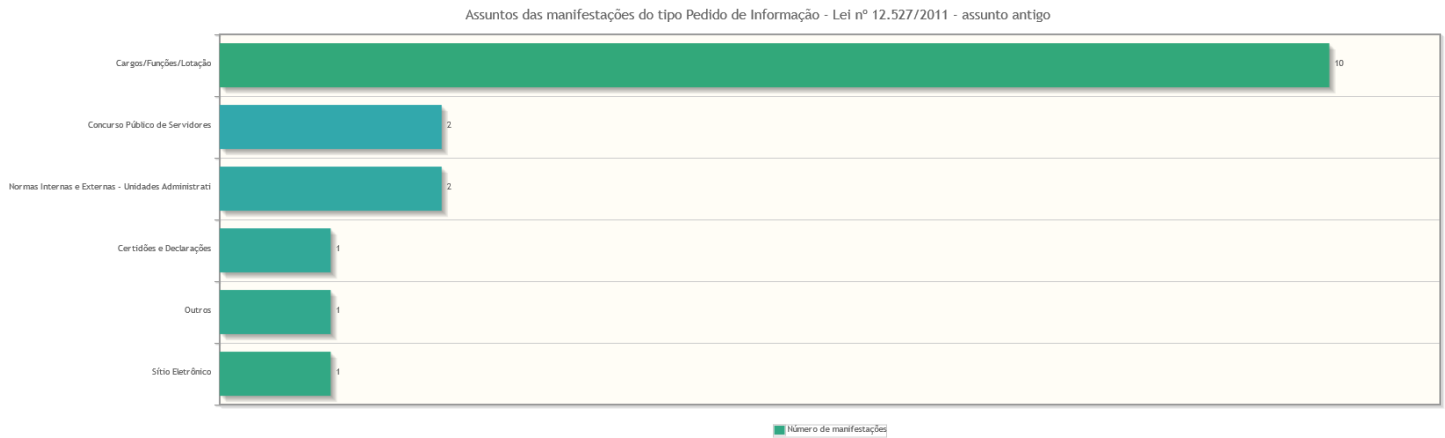 Assuntos das manifestações do tipo Pedido de Informação - Lei nº 12.527/2011 - assunto antigo
Cargos/Funções/Lotação
10
Concurso Público de Servidores
2
Normas Internas e Externas - Unidades Administrati
2
Certidões e Declarações
1
Outros
1
Sítio Eletrônico
1
Número de manifestações